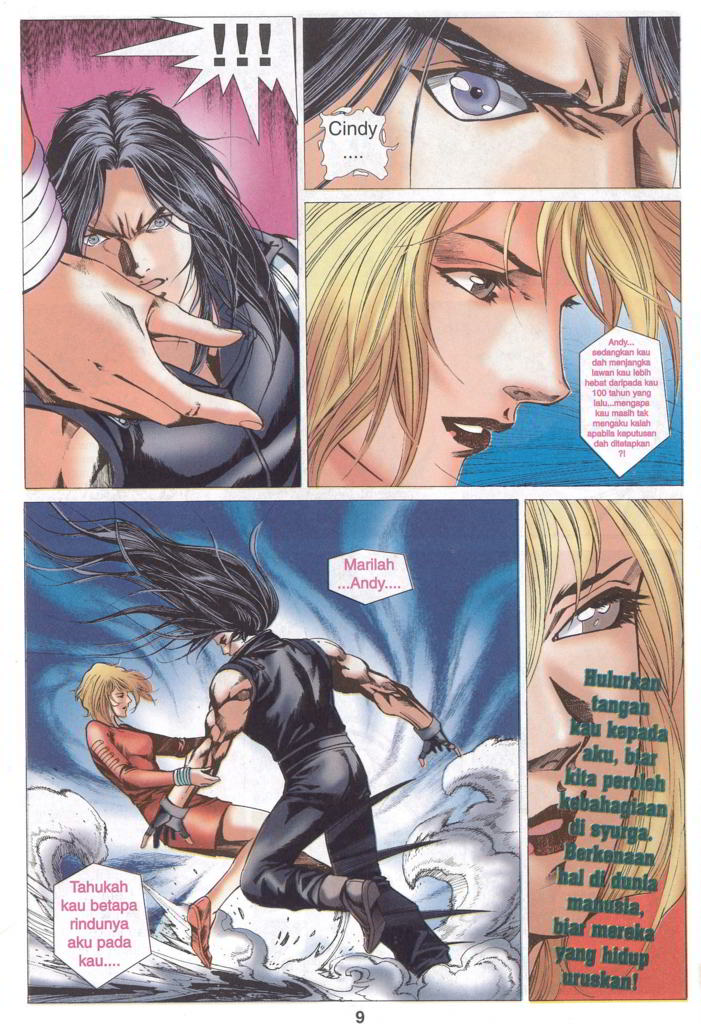 !!!
Cindy
....
Andy...
sedangkan kau
dah menjangka
lawan kau lebih
hebat daripada kau
100 tahun yang
lalu...mengapa
kau masih tak
mengaku kalah
apabila keputusan
dah ditetapkan
?!
Marilah
...Andy....
Tahukah
kau betapa
rindunya
aku pada
kau....
Hulurkan
tangan
kau kepada
aku, biar
kita peroleh
kebahagiaan
di syurga.
Berkenaan
hal di dunia
manusia,
biar mereka
yang hidup
uruskan!
9